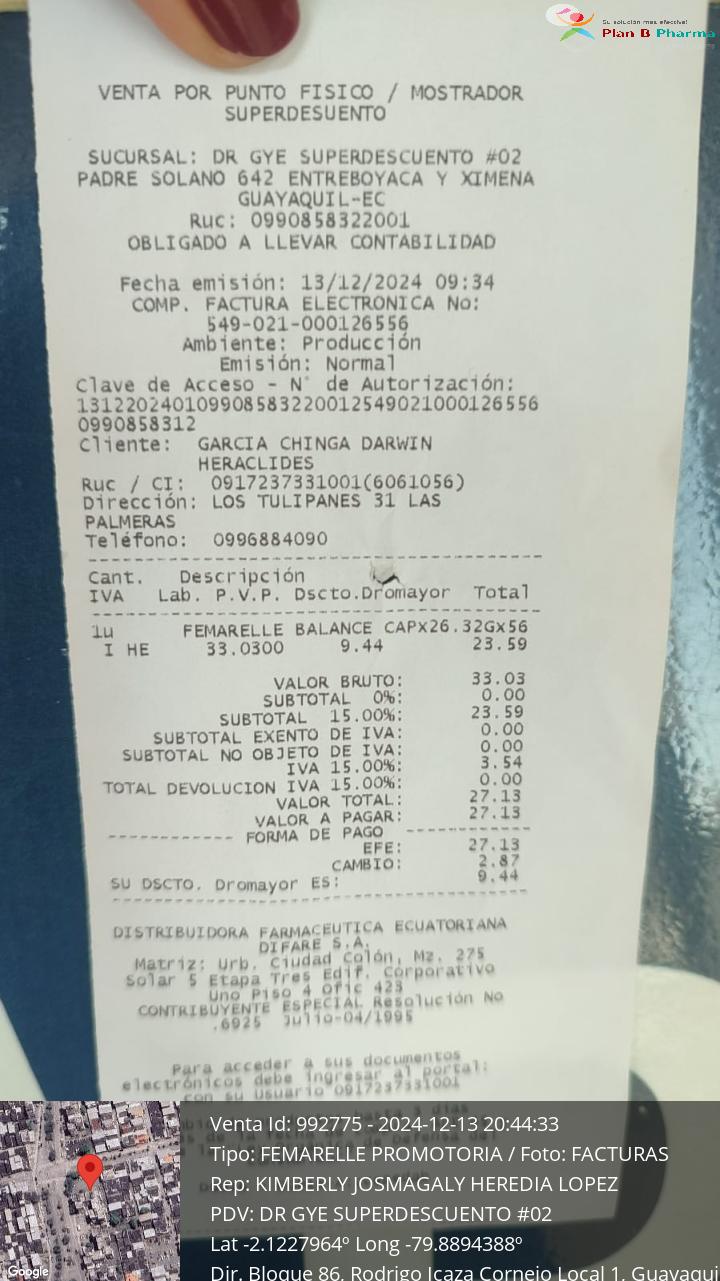 Su solución más efectiva!
Plan B Pharma
VENTA POR PUNTO FISICO / MOSTRADOR
SUPERDESUENTO
SUCURSAL: DR GYE SUPERDESCUENTO #02
PADRE SOLANO 642 ENTREBOYACA Y XIMENA
GUAYAQUIL-EC
Ruc: 0990858322001
OBLIGADO A LLEVAR CONTABILIDAD
Fecha emisión: 13/12/2024 09:34
COMP. FACTURA ELECTRONICA No:
549-021-000126556
Ambiente: Producción
Emisión: Normal
Clave de Acceso - N° de Autorización:
131220240109908583220012549021000126556
0990858312
Cliente: GARCIA CHINGA DARWIN
HERACLIDES
Ruc / CI: 0917237331001(6061056)
Dirección: LOS TULIPANES 31 LAS
PALMERAS
Teléfono: 0996884090
Cant. Descripción
IVA Lab. P.V.P. Dscto.Dromayor Total
1u FEMARELLE BALANCE CAPx26.32Gx56
I HE 33.0300 9.44 23.59
VALOR BRUTO: 33.03
SUBTOTAL 0%: 0.00
SUBTOTAL 15.00%: 23.59
SUBTOTAL EXENTO DE IVA: 0.00
SUBTOTAL NO OBJETO DE IVA: 0.00
IVA 15.00%: 3.54
TOTAL DEVOLUCION IVA 15.00%: 0.00
VALOR TOTAL: 27.13
VALOR A PAGAR: 27.13
------------ FORMA DE PAGO ------------
EFE: 27.13
CAMBIO: 2.87
SU DSCTO. Dromayor ES: 9.44
DISTRIBUIDORA FARMACEUTICA ECUATORIANA
DIFARE S.A.
Matriz: Urb. Ciudad Colón, Mz. 275
Solar 5 Etapa Tres Edif. Corporativo
Uno Piso 4 Ofic 423
CONTRIBUYENTE ESPECIAL Resolución No
.6925 Julio-04/1995
Para acceder a sus documentos
electrónicos debe ingresar al portal:
con su Usuario 0917237331001
Venta Id: 992775 - 2024-12-13 20:44:33
Tipo: FEMARELLE PROMOTORIA / Foto: FACTURAS
Rep: KIMBERLY JOSMAGALY HEREDIA LOPEZ
PDV: DR GYE SUPERDESCUENTO #02
Lat -2.1227964º Long -79.8894388º
Dir. Bloque 86, Rodrigo Icaza Cornejo Local 1, Guayaqui
Google